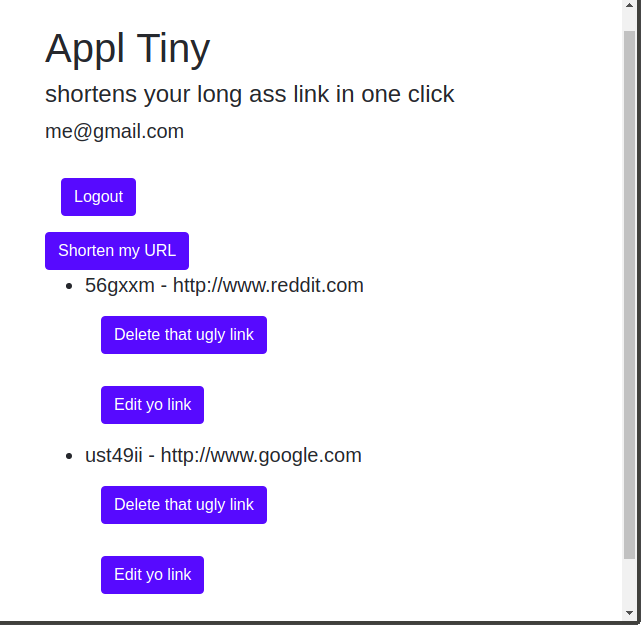 Appl Tiny
shortens your long ass link in one click
me@gmail.com
Logout
Shorten my URL
56gxxm - http://www.reddit.com
Delete that ugly link
Edit yo link
ust49ii - http://www.google.com
Delete that ugly link
Edit yo link